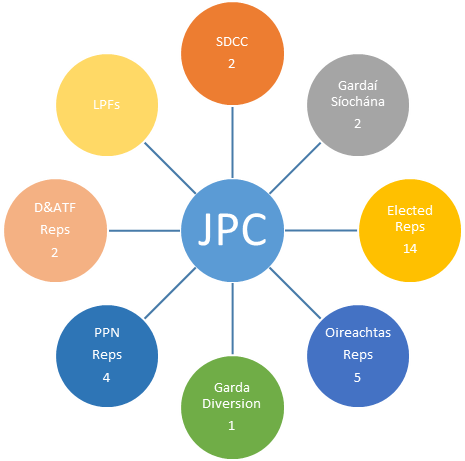 SDCC
2
Gardaí
Síochána
2
Elected
Reps
14
Oireachtas
Reps
5
Garda
Diversion
1
PPN
Reps
4
D&ATF
Reps
2
LPFs
JPC